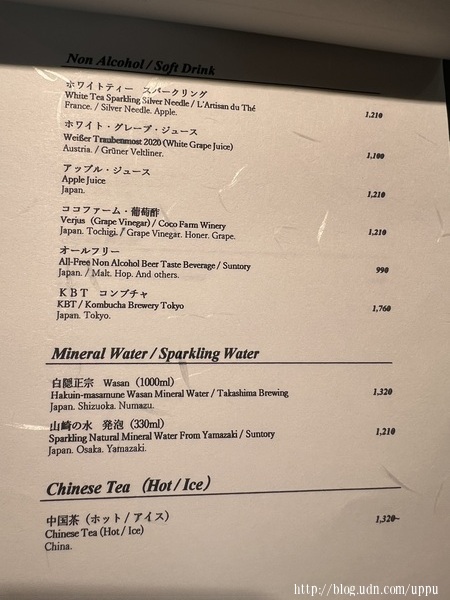 Non Alcohol / Soft Drink
ホワイトティー　スパークリング
White Tea Sparkling Silver Needle / L'Artisan du Thé
France. / Silver Needle. Apple.
1,210
ホワイト・グレープ・ジュース
Weißer Traubenmost 2020 (White Grape Juice)
Austria. / Grüner Veltliner.
1,100
アップル・ジュース
Apple Juice
Japan.
1,210
ココファーム・葡萄酢
Verjus (Grape Vinegar) / Coco Farm Winery
Japan. Tochigi. / Grape Vinegar. Honer. Grape.
1,210
オールフリー
All-Free Non Alcohol Beer Taste Beverage / Suntory
Japan. / Malt. Hop. And others.
990
ＫＢＴ　コンブチャ
KBT / Kombucha Brewery Tokyo
Japan. Tokyo.
1,760
Mineral Water / Sparkling Water
白隠正宗　Wasan（1000ml）
Hakuin-masamune Wasan Mineral Water / Takashima Brewing
Japan. Shizuoka. Numazu.
1,320
山崎の水　発泡（330ml）
Sparkling Natural Mineral Water From Yamazaki / Suntory
Japan. Osaka. Yamazaki.
1,210
Chinese Tea （Hot / Ice）
中国茶（ホット / アイス）
Chinese Tea (Hot / Ice)
China.
1,320~
http://blog.udn.com/uppu